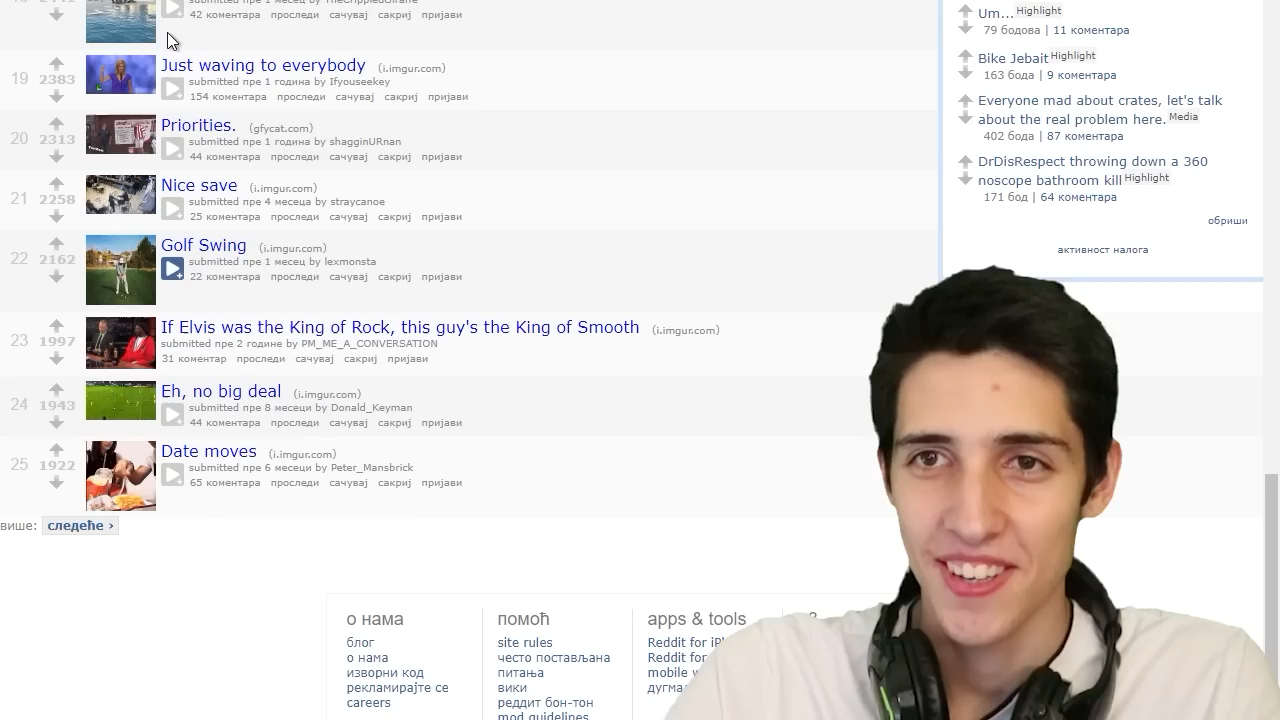 42 коментара проследи сачувај сакриј пријави
19 2383 Just waving to everybody (i.imgur.com)
submitted пре 1 година by Ifyouseekey
154 коментара проследи сачувај сакриј пријави
20 2313 Priorities. (gfycat.com)
submitted пре 1 година by shagginURnan
44 коментара проследи сачувај сакриј пријави
21 2258 Nice save (i.imgur.com)
submitted пре 4 месеца by straycanoe
25 коментара проследи сачувај сакриј пријави
22 2162 Golf Swing (i.imgur.com)
submitted пре 1 месец by lexmonsta
22 коментара проследи сачувај сакриј пријави
23 1997 If Elvis was the King of Rock, this guy's the King of Smooth (i.imgur.com)
submitted пре 2 године by PM_ME_A_CONVERSATION
31 коментар проследи сачувај сакриј пријави
24 1943 Eh, no big deal (i.imgur.com)
submitted пре 8 месеци by Donald_Keyman
44 коментара проследи сачувај сакриј пријави
25 1922 Date moves (i.imgur.com)
submitted пре 6 месеци by Peter_Mansbrick
65 коментара проследи сачувај сакриј пријави
више: следеће ›
Um... Highlight
79 бодова | 11 коментара
Bike Jebait Highlight
163 бода | 9 коментара
Everyone mad about crates, let's talk
about the real problem here. Media
402 бода | 87 коментара
DrDisRespect throwing down a 360
noscope bathroom kill Highlight
171 бод | 64 коментара
обриши
активност налога
о нама
блог
о нама
изворни код
рекламирајте се
careers
помоћ
site rules
често постављана
питања
вики
реддит бон-тон
mod guidelines
apps & tools
Reddit for
Reddit for
mobile